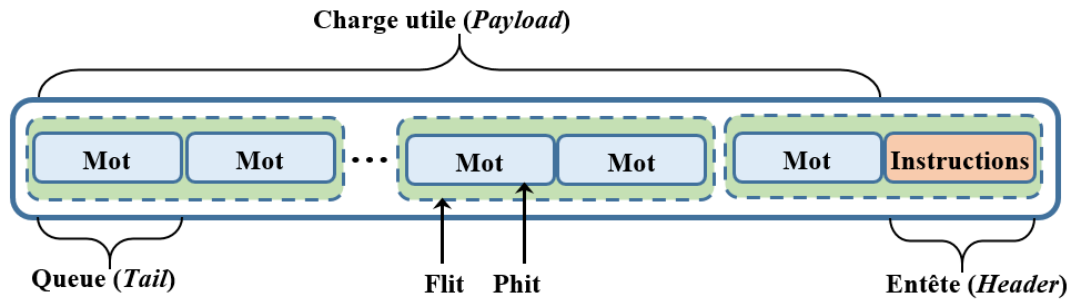 Charge utile (Payload)
Mot Mot ... Mot Mot Mot Instructions
Queue (Tail) Flit Phit Entête (Header)